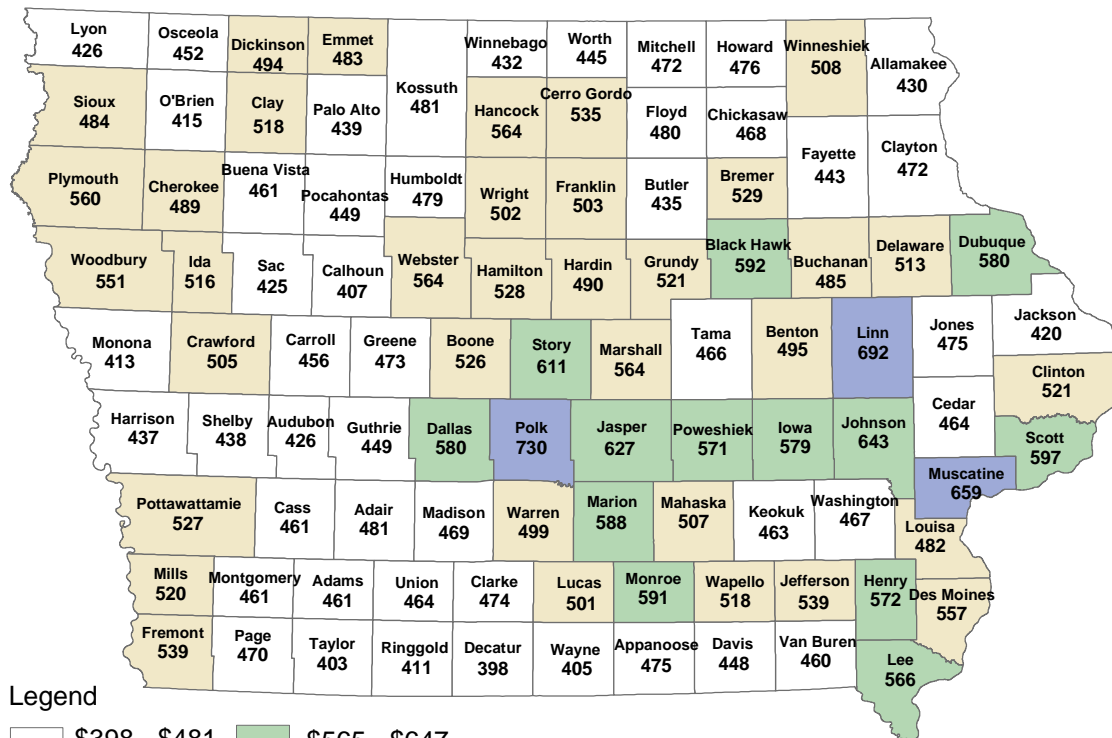 Lyon
426
Osceola
452
Dickinson
494
Emmet
483
Kossuth
481
Winnebago
432
Worth
445
Mitchell
472
Howard
476
Winneshiek
508
Allamakee
430
Sioux
484
O'Brien
415
Clay
518
Palo Alto
439
Hancock
564
Cerro Gordo
535
Floyd
480
Chickasaw
468
Fayette
443
Clayton
472
Plymouth
560
Cherokee
489
Buena Vista
461
Pocahontas
449
Humboldt
479
Wright
502
Franklin
503
Butler
435
Bremer
529
Woodbury
551
Ida
516
Sac
425
Calhoun
407
Webster
564
Hamilton
528
Hardin
490
Grundy
521
Black Hawk
592
Buchanan
485
Delaware
513
Dubuque
580
Monona
413
Crawford
505
Carroll
456
Greene
473
Boone
526
Story
611
Marshall
564
Tama
466
Benton
495
Linn
692
Jones
475
Jackson
420
Clinton
521
Harrison
437
Shelby
438
Audubon
426
Guthrie
449
Dallas
580
Polk
730
Jasper
627
Poweshiek
571
Iowa
579
Johnson
643
Cedar
464
Scott
597
Muscatine
659
Pottawattamie
527
Cass
461
Adair
481
Madison
469
Warren
499
Marion
588
Mahaska
507
Keokuk
463
Washington
467
Louisa
482
Mills
520
Montgomery
461
Adams
461
Union
464
Clarke
474
Lucas
501
Monroe
591
Wapello
518
Jefferson
539
Henry
572
Des Moines
557
Fremont
539
Page
470
Taylor
403
Ringgold
411
Decatur
398
Wayne
405
Appanoose
475
Davis
448
Van Buren
460
Lee
566
Legend
$398 - $481
$565 - $647